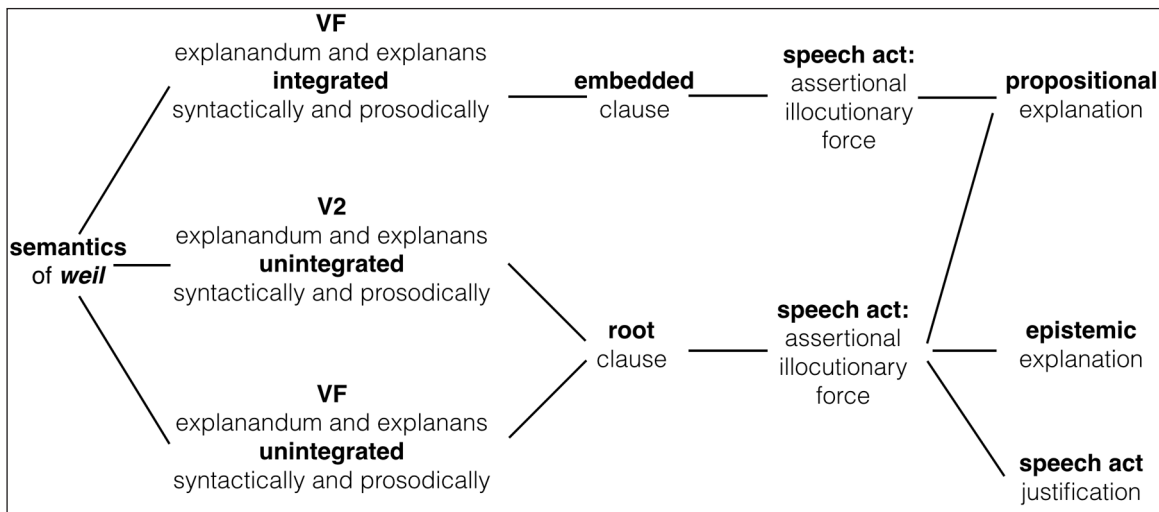 VF
explanandum and explanans
integrated
syntactically and prosodically
embedded
clause
speech act:
assertional
illocutionary
force
propositional
explanation
semantics
of weil
V2
explanandum and explanans
unintegrated
syntactically and prosodically
VF
explanandum and explanans
unintegrated
syntactically and prosodically
root
clause
speech act:
assertional
illocutionary
force
epistemic
explanation
speech act
justification